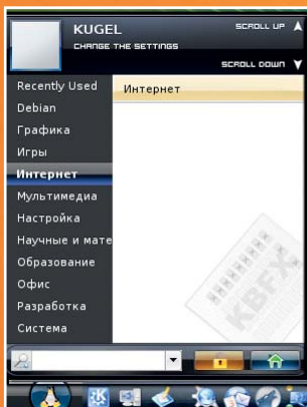 KUGEL
SCROLL UP
CHANGE THE SETTINGS
SCROLL DOWN
Recently Used
Debian
Графика
Игры
Интернет
Мультимедиа
Настройка
Научные и мате
Образование
Офис
Разработка
Система
Интернет
KBFX